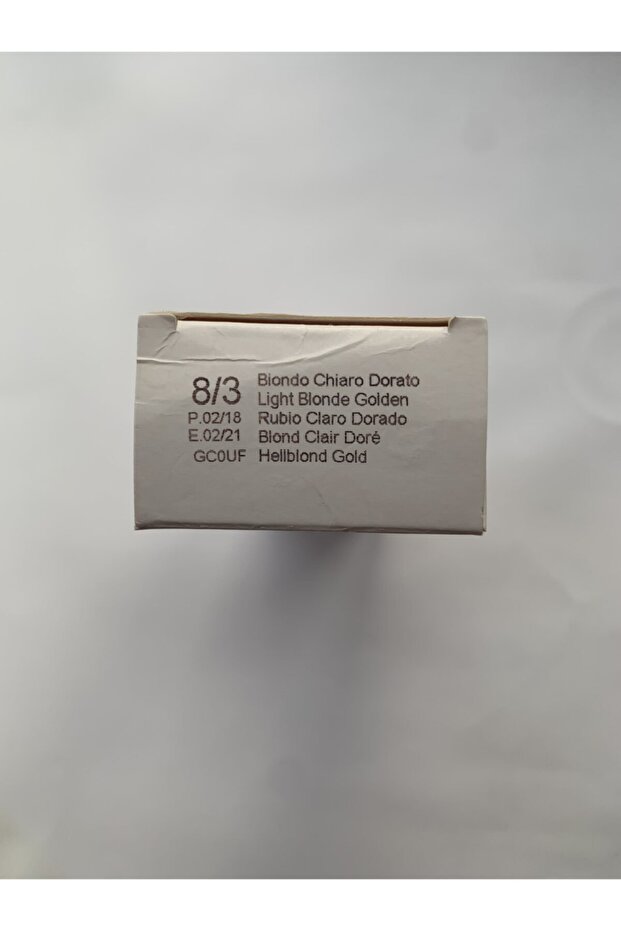 8/3 Biondo Chiaro Dorato
Light Blonde Golden
P.02/18 Rubio Claro Dorado
E.02/21 Blond Clair Doré
GC0UF Hellblond Gold